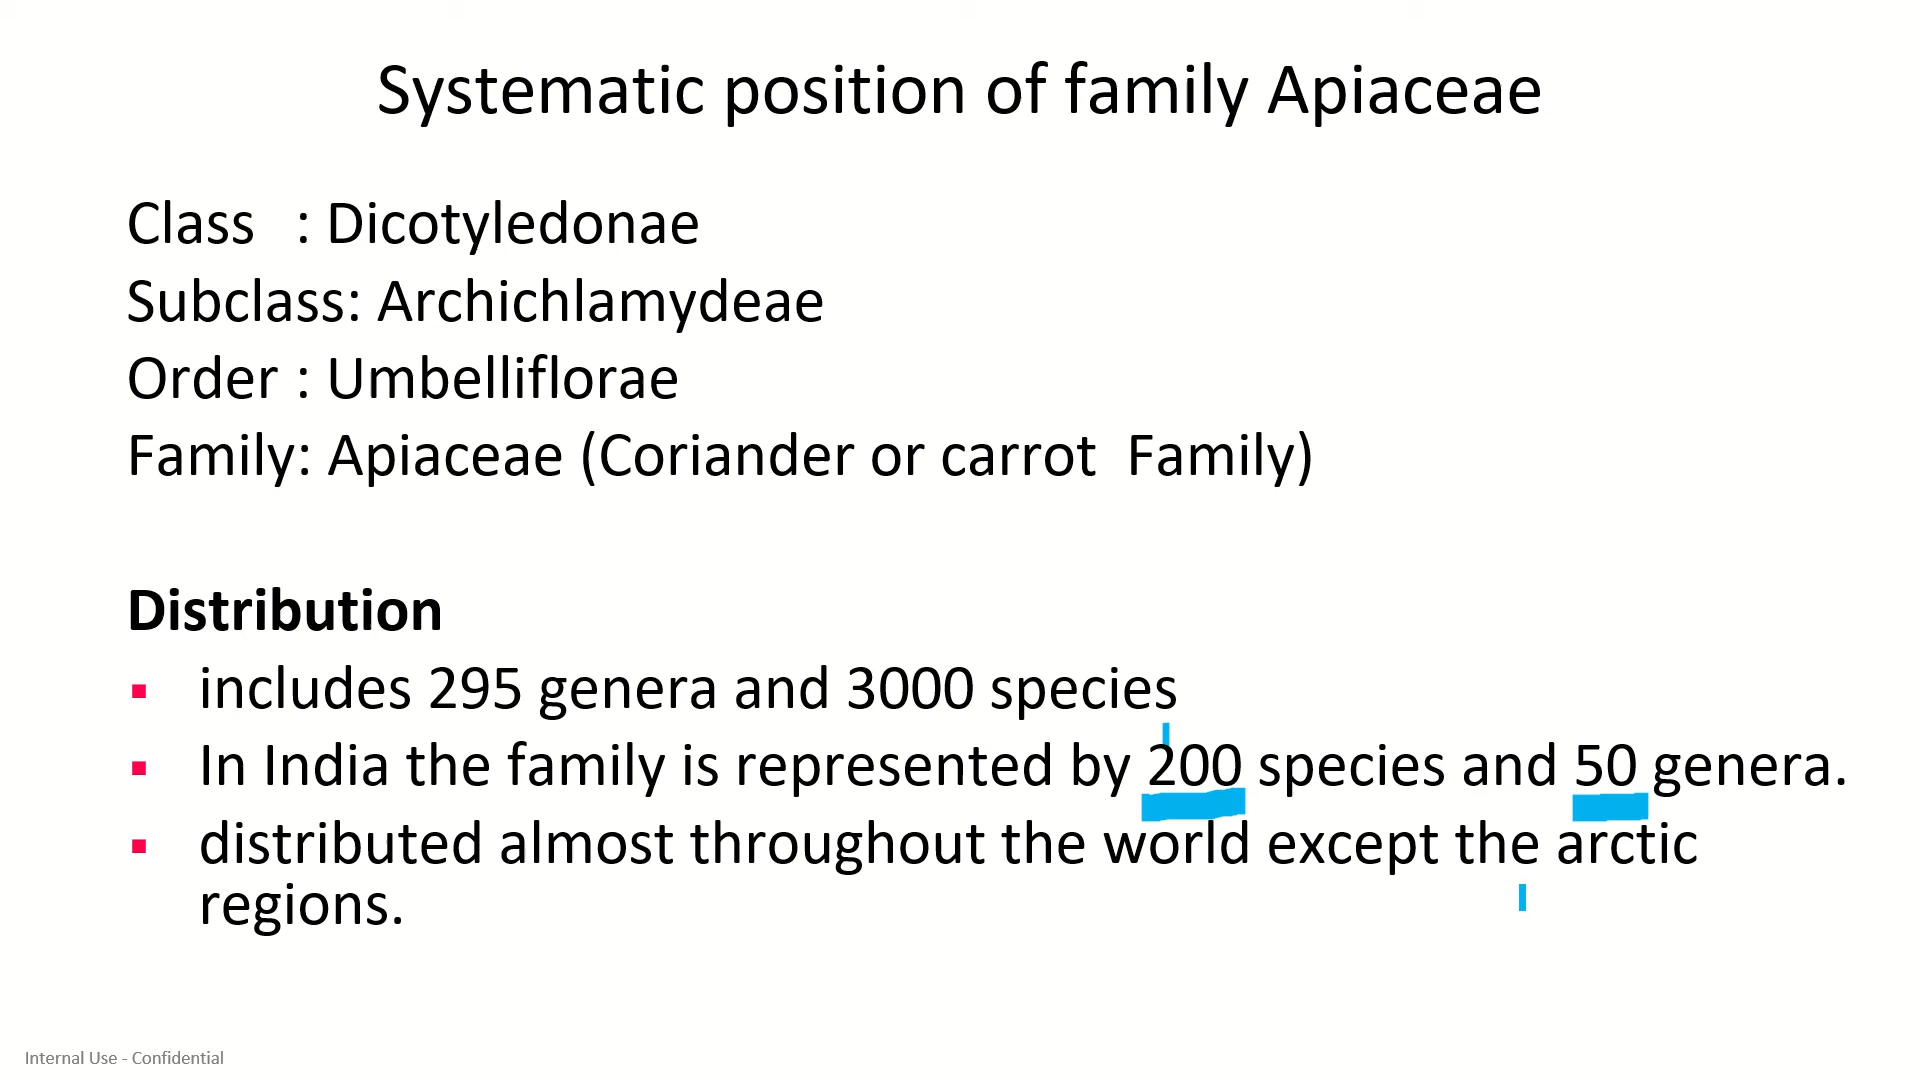 Systematic position of family Apiaceae
Class : Dicotyledonae
Subclass: Archichlamydeae
Order : Umbelliflorae
Family: Apiaceae (Coriander or carrot Family)
Distribution
▪ includes 295 genera and 3000 species
▪ In India the family is represented by 200 species and 50 genera.
▪ distributed almost throughout the world except the arctic
regions.
Internal Use - Confidential